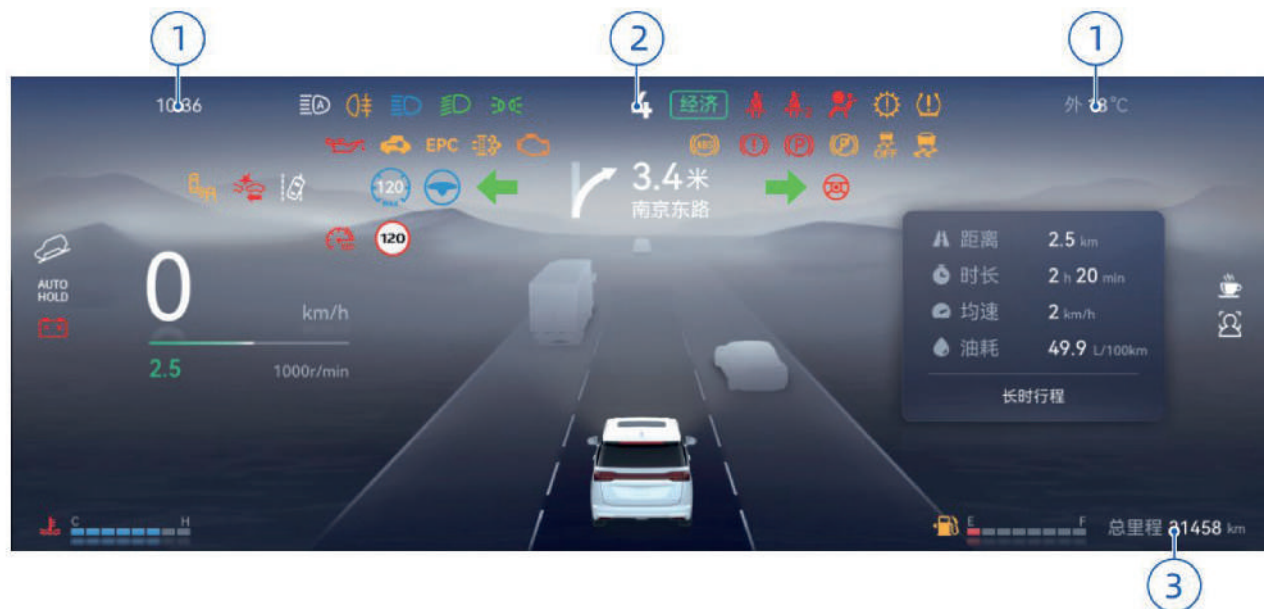 1
2
1
10:36
A
4
经济
外 18°C
EPC
ABS
P
OFF
120
MAX
3.4米
南京东路
120
AUTO
HOLD
0
km/h
2.5
1000r/min
距离 2.5 km
时长 2 h 20 min
均速 2 km/h
油耗 49.9 L/100km
长时行程
C H
E F
总里程 31458 km
3